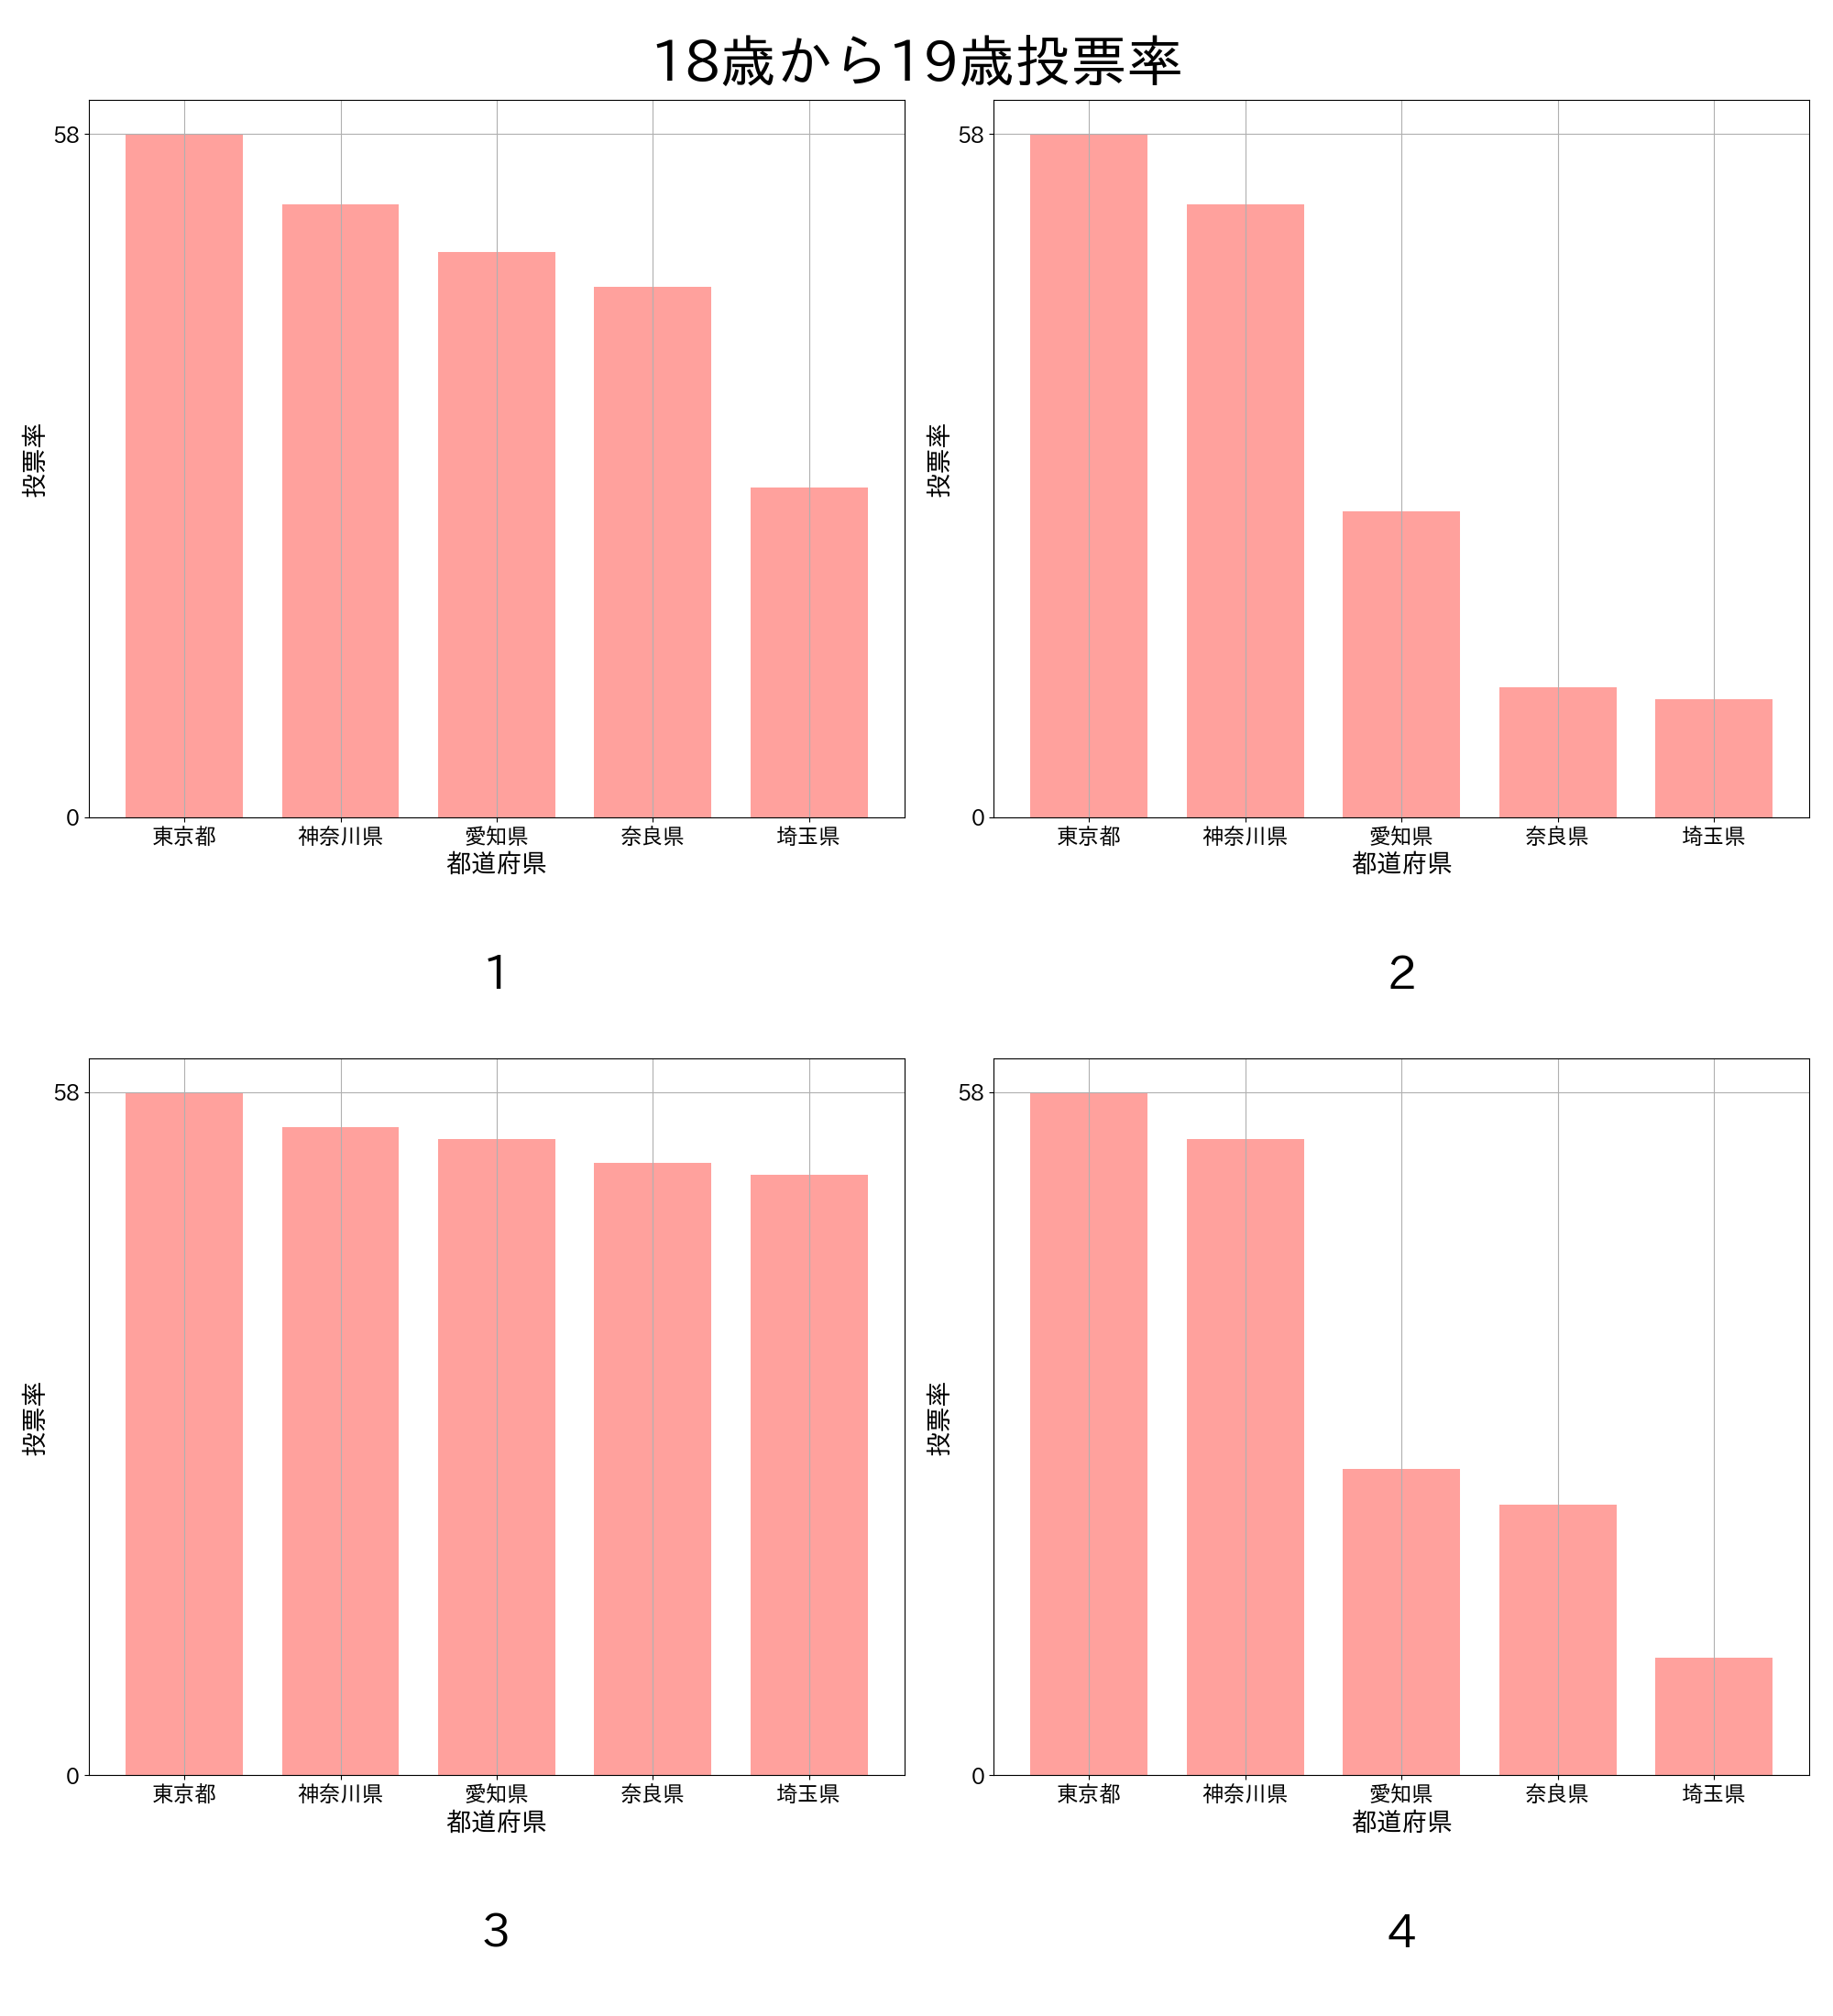 18歳から19歳投票率
58
0
投票率
東京都 神奈川県 愛知県 奈良県 埼玉県
都道府県
1
58
0
投票率
東京都 神奈川県 愛知県 奈良県 埼玉県
都道府県
2
58
0
投票率
東京都 神奈川県 愛知県 奈良県 埼玉県
都道府県
3
58
0
投票率
東京都 神奈川県 愛知県 奈良県 埼玉県
都道府県
4